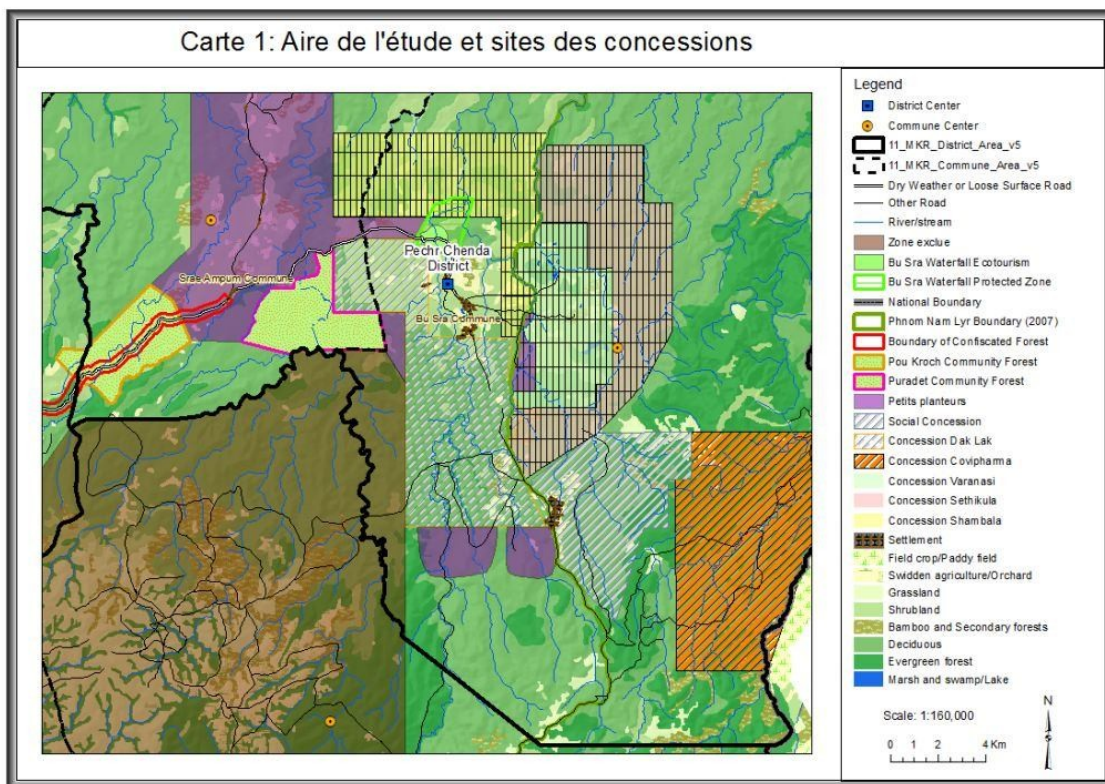 Carte 1: Aire de l'étude et sites des concessions
Pechr Chenda
District
Srae Ampum Commune
Bu Sra Commune
Legend
District Center
Commune Center
11_MKR_District_Area_v5
11_MKR_Commune_Area_v5
Dry Weather or Loose Surface Road
Other Road
River/stream
Zone exclue
Bu Sra Waterfall Ecotourism
Bu Sra Waterfall Protected Zone
National Boundary
Phnom Nam Lyr Boundary (2007)
Boundary of Confiscated Forest
Pou Kroch Community Forest
Puradet Community Forest
Petits planteurs
Social Concession
Concession Dak Lak
Concession Covipharma
Concession Varanasi
Concession Sethikula
Concession Shambala
Settlement
Field crop/Paddy field
Swidden agriculture/Orchard
Grassland
Shrubland
Bamboo and Secondary forests
Deciduous
Evergreen forest
Marsh and swamp/Lake
Scale: 1:160,000
N
0 1 2 4 Km